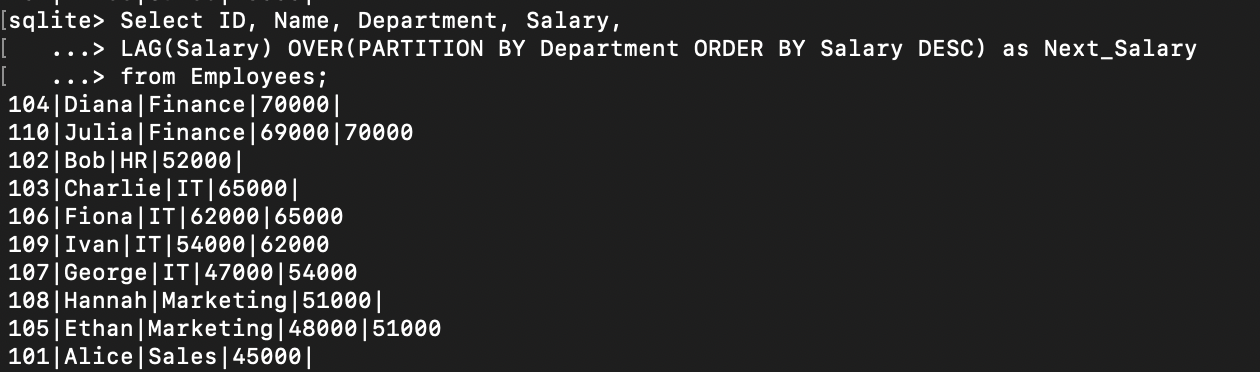 [sqlite> Select ID, Name, Department, Salary,
[   ...> LAG(Salary) OVER(PARTITION BY Department ORDER BY Salary DESC) as Next_Salary
[   ...> from Employees;
104|Diana|Finance|70000|
110|Julia|Finance|69000|70000
102|Bob|HR|52000|
103|Charlie|IT|65000|
106|Fiona|IT|62000|65000
109|Ivan|IT|54000|62000
107|George|IT|47000|54000
108|Hannah|Marketing|51000|
105|Ethan|Marketing|48000|51000
101|Alice|Sales|45000|